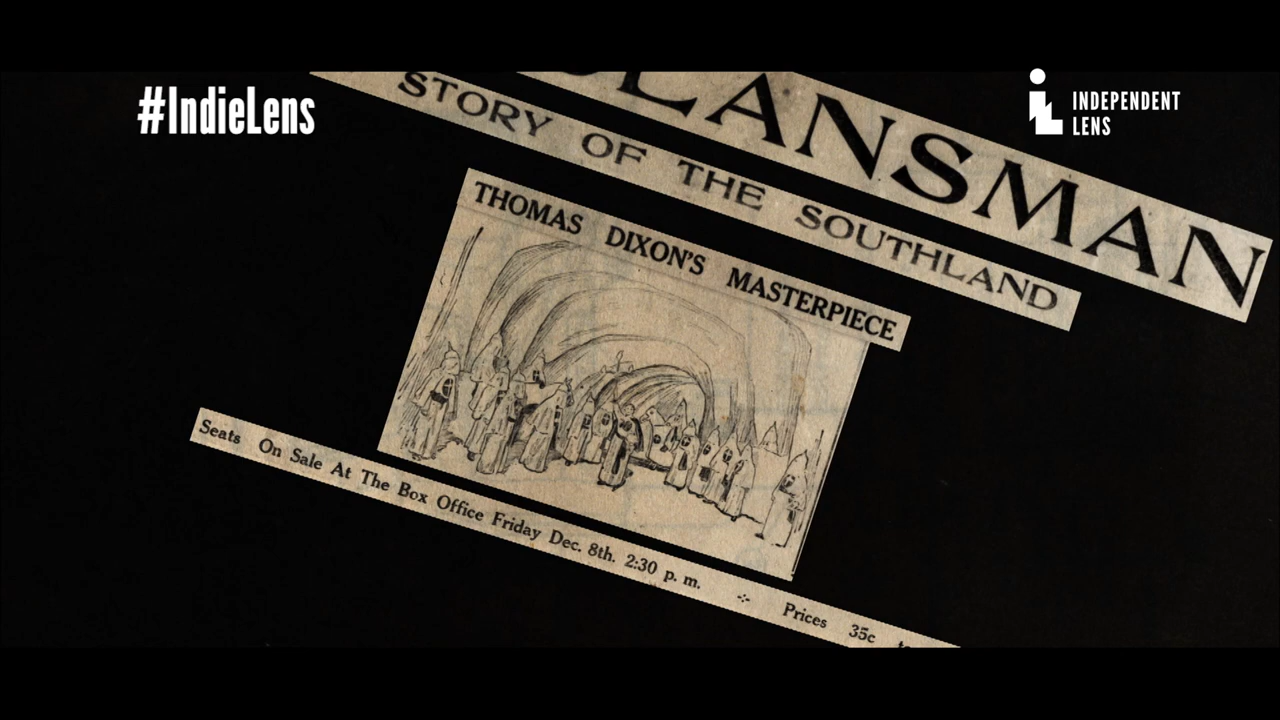 #IndieLens
INDEPENDENT
LENS
LANSMAN
STORY OF THE SOUTHLAND
THOMAS DIXON'S MASTERPIECE
Seats On Sale At The Box Office Friday Dec. 8th. 2:30 p. m. Prices 35c